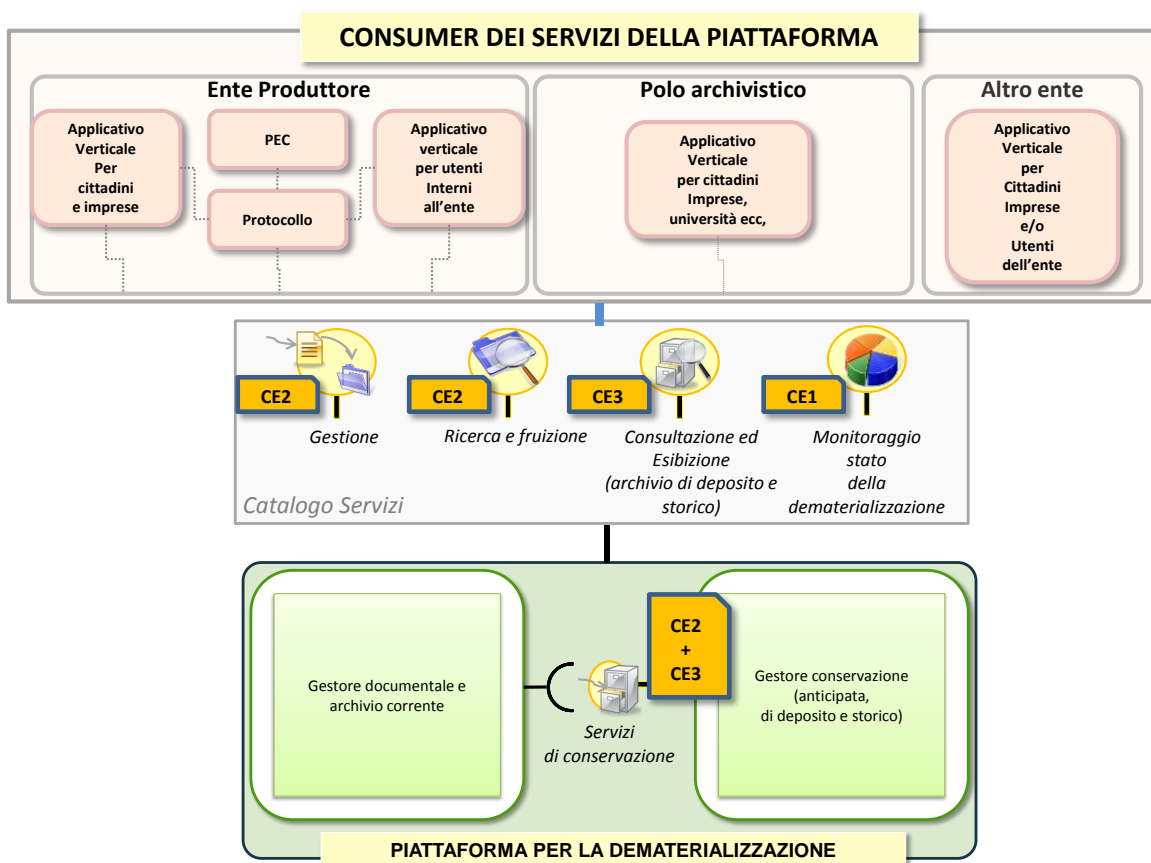 CONSUMER DEI SERVIZI DELLA PIATTAFORMA
Ente Produttore
Applicativo
Verticale
Per
cittadini
e imprese
PEC
Protocollo
Applicativo
verticale
per utenti
Interni
all'ente
Polo archivistico
Applicativo
Verticale
per cittadini
Imprese,
università ecc,
Altro ente
Applicativo
Verticale
per
Cittadini
Imprese
e/o
Utenti
dell'ente
CE2
Gestione
CE2
Ricerca e fruizione
CE3
Consultazione ed
Esibizione
(archivio di deposito e
storico)
CE1
Monitoraggio
stato
della
dematerializzazione
Catalogo Servizi
Gestore documentale e
archivio corrente
Servizi
di conservazione
CE2
+
CE3
Gestore conservazione
(anticipata,
di deposito e storico)
PIATTAFORMA PER LA DEMATERIALIZZAZIONE